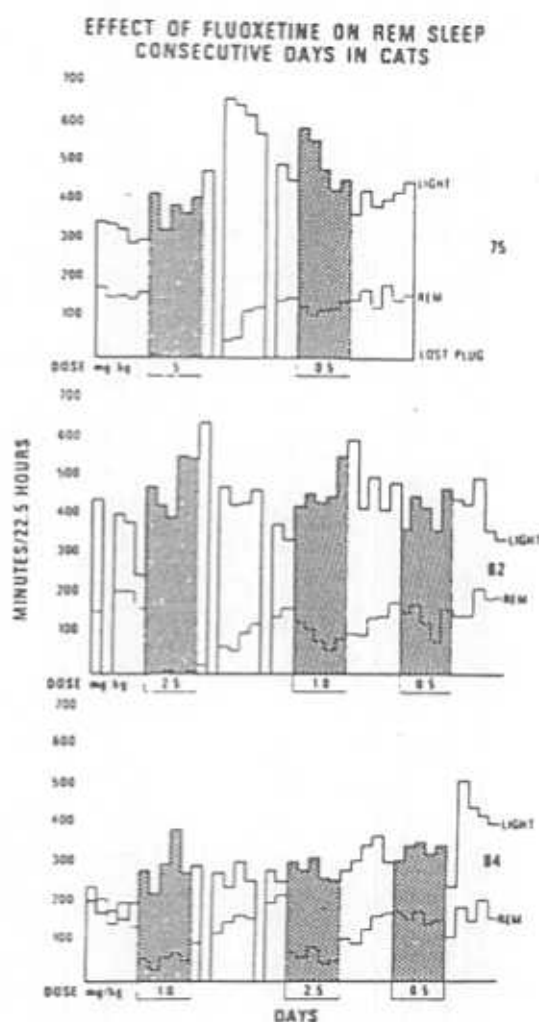 EFFECT OF FLUOXETINE ON REM SLEEP
CONSECUTIVE DAYS IN CATS
700
600
500
400
300
200
100
LIGHT
75
REM
LOST PLUG
DOSE mg kg 5 0.5
MINUTES/22.5 HOURS
700
600
500
400
300
200
100
LIGHT
82
REM
DOSE mg kg 2.5 1.0 0.5
700
600
500
400
300
200
100
LIGHT
84
REM
DOSE mg/kg 1.0 2.5 0.5
DAYS